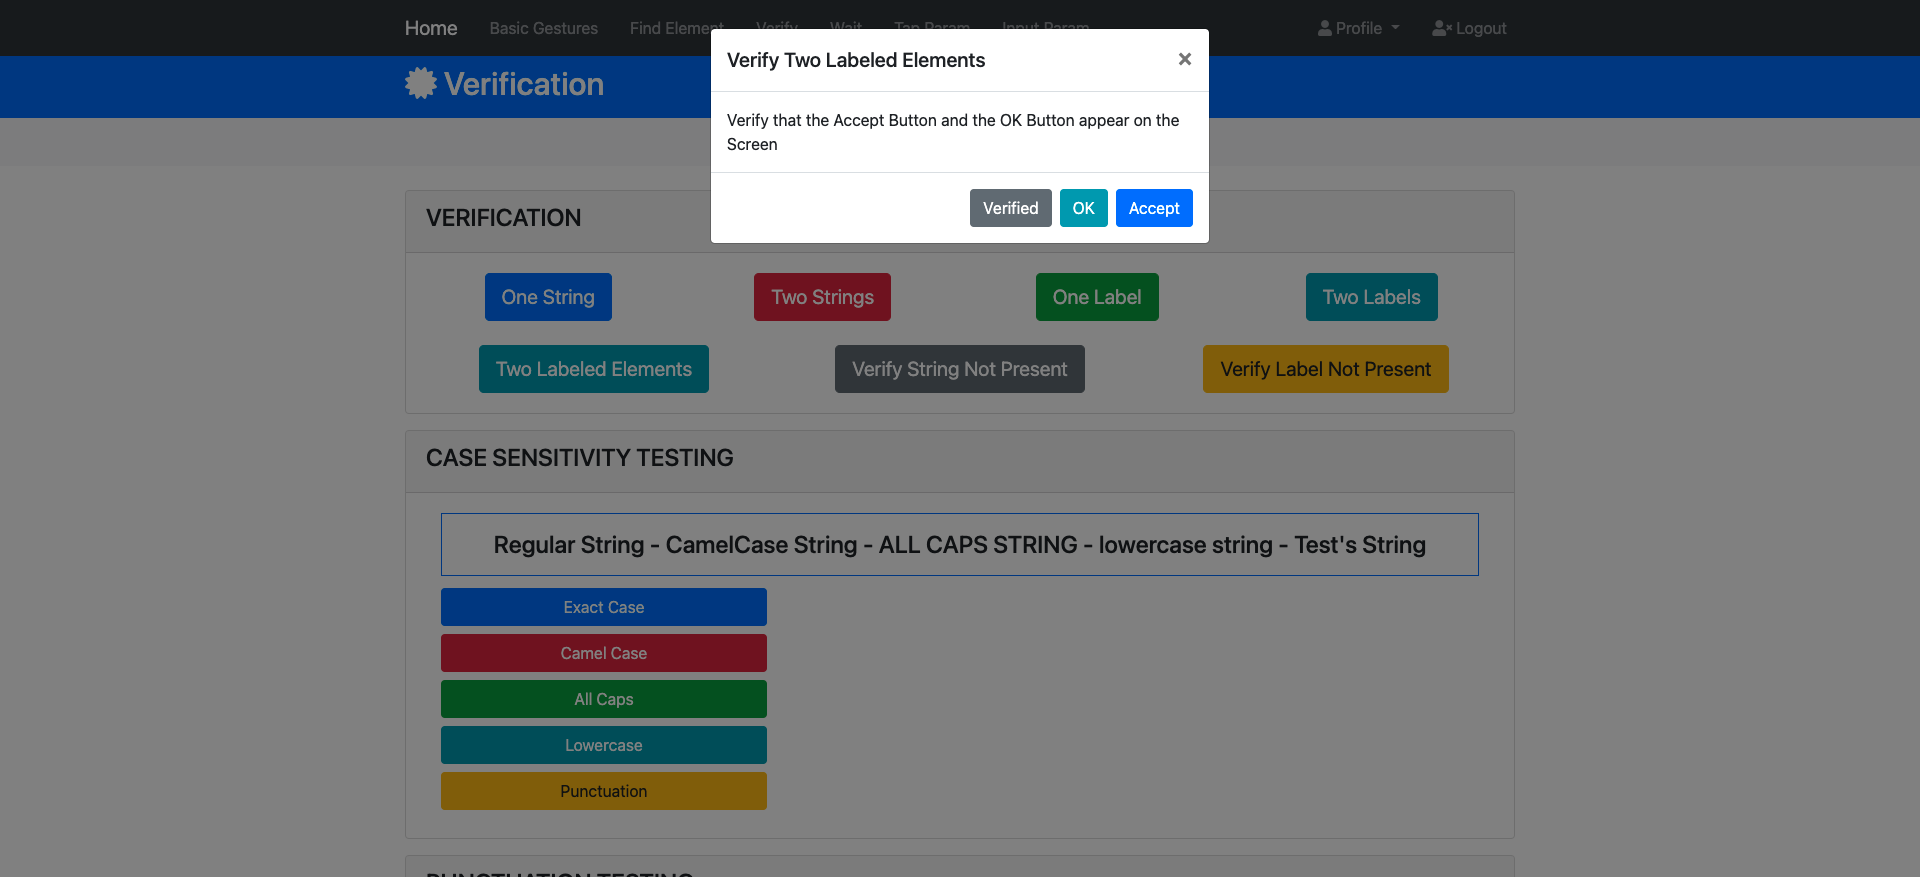 Home Basic Gestures Find Element Verify Wait Tap Param Input Param Profile Logout
Verify Two Labeled Elements ×
Verification
Verify that the Accept Button and the OK Button appear on the
Screen
Verified OK Accept
VERIFICATION
One String Two Strings One Label Two Labels
Two Labeled Elements Verify String Not Present Verify Label Not Present
CASE SENSITIVITY TESTING
Regular String - CamelCase String - ALL CAPS STRING - lowercase string - Test's String
Exact Case
Camel Case
All Caps
Lowercase
Punctuation
PUNCTUATION TESTING